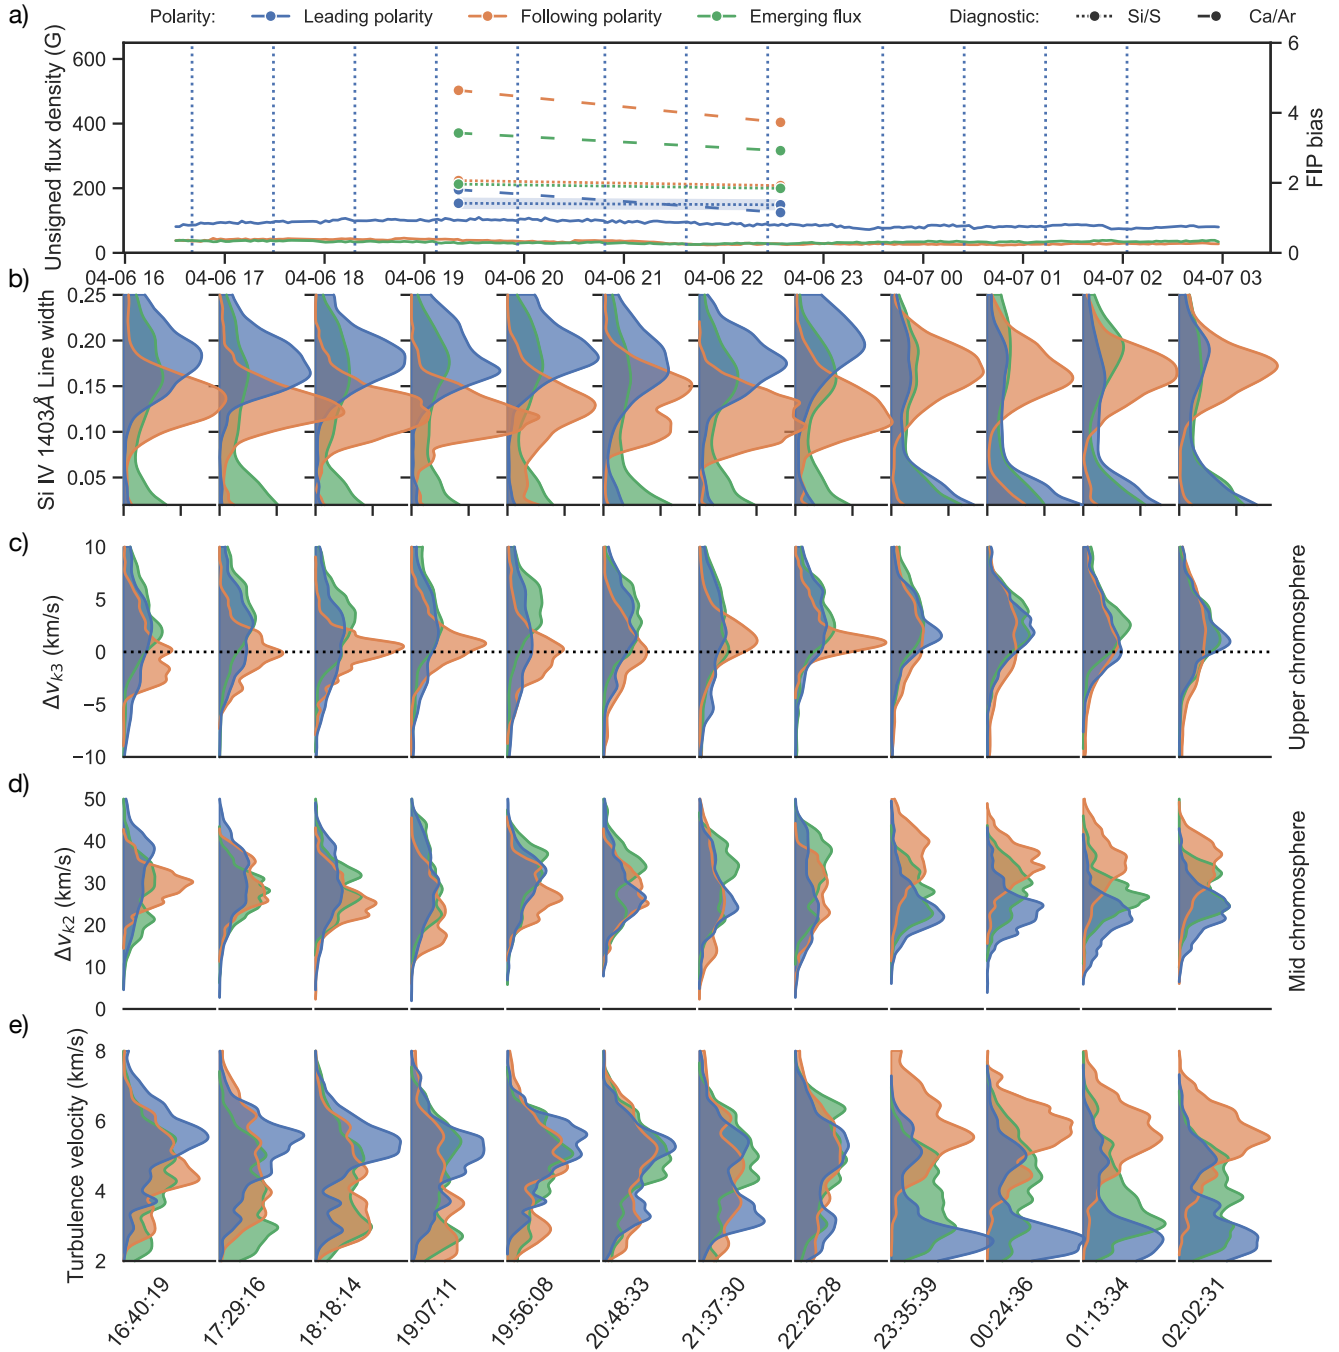 a)
Polarity: Leading polarity Following polarity Emerging flux Diagnostic: Si/S Ca/Ar
Unsigned flux density (G)
600
400
200
0
6
4
2
0
FIP bias
04-06 16 04-06 17 04-06 18 04-06 19 04-06 20 04-06 21 04-06 22 04-06 23 04-07 00 04-07 01 04-07 02 04-07 03
b)
Si IV 1403Å Line width
0.25
0.20
0.15
0.10
0.05
c)
Δv_k3 (km/s)
10
5
0
−5
−10
Upper chromosphere
d)
Δv_k2 (km/s)
50
40
30
20
10
0
Mid chromosphere
e)
Turbulence velocity (km/s)
8
6
4
2
16:40:19 17:29:16 18:18:14 19:07:11 19:56:08 20:48:33 21:37:30 22:26:28 23:35:39 00:24:36 01:13:34 02:02:31